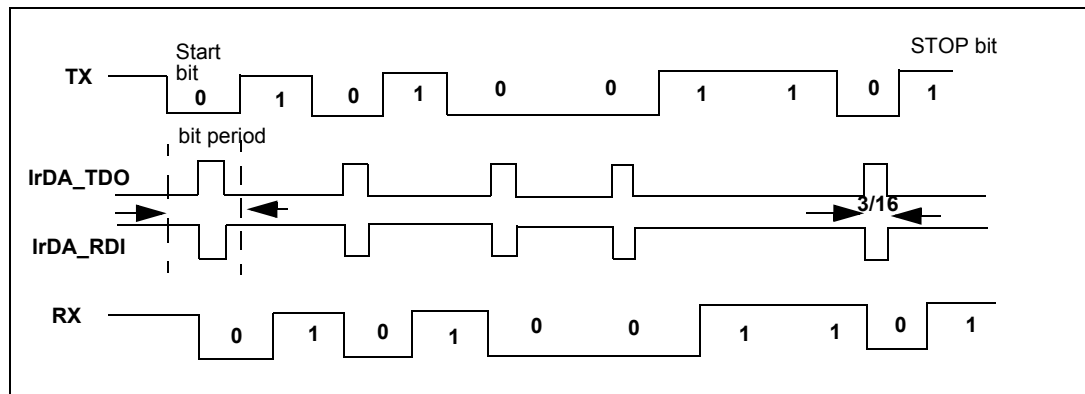 Start
bit
STOP bit
TX
0 1 0 1 0 0 1 1 0 1
bit period
IrDA_TDO
3/16
IrDA_RDI
RX
0 1 0 1 0 0 1 1 0 1